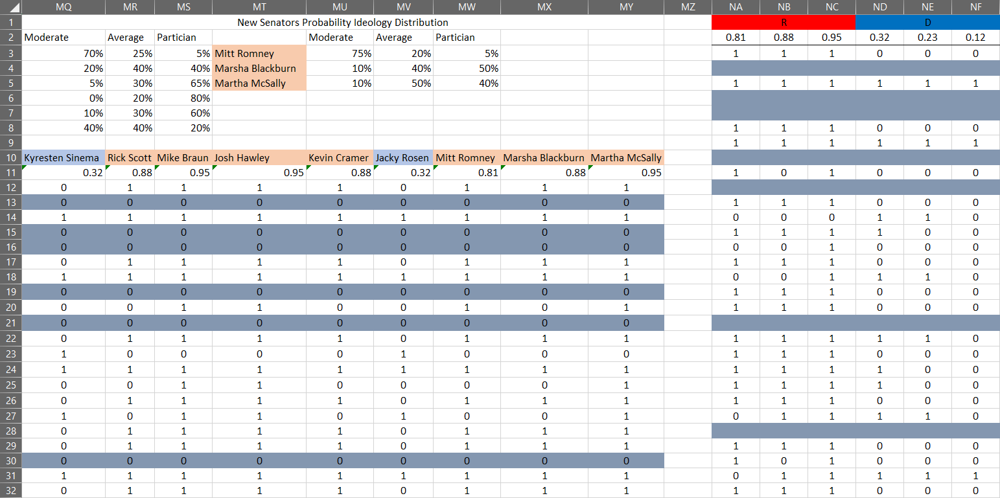 MQ MR MS MT MU MV MW MX MY MZ NA NB NC ND NE NF
1 New Senators Probability Ideology Distribution R D
2 Moderate Average Partician Moderate Average Partician 0.81 0.88 0.95 0.32 0.23 0.12
3 70% 25% 5% Mitt Romney 75% 20% 5% 1 1 1 0 0 0
4 20% 40% 40% Marsha Blackburn 10% 40% 50%
5 5% 30% 65% Martha McSally 10% 50% 40% 1 1 1 1 1 1
6 0% 20% 80%
7 10% 30% 60%
8 40% 40% 20% 1 1 1 0 0 0
9 1 1 1 1 1 1
10 Kyresten Sinema Rick Scott Mike Braun Josh Hawley Kevin Cramer Jacky Rosen Mitt Romney Marsha Blackburn Martha McSally
11 0.32 0.88 0.95 0.95 0.88 0.32 0.81 0.88 0.95 1 0 1 0 0 0
12 0 1 1 1 1 0 1 1 1
13 0 0 0 0 0 0 0 0 0 1 1 1 0 0 0
14 1 1 1 1 1 1 1 1 1 0 0 0 1 1 0
15 0 0 0 0 0 0 0 0 0 1 1 1 1 0 0
16 0 0 0 0 0 0 0 0 0 0 0 1 0 0 0
17 0 1 1 1 1 0 1 1 1 1 1 1 0 0 0
18 1 1 1 1 1 1 1 1 1 0 0 1 1 1 0
19 0 0 0 0 0 0 0 0 0 1 1 1 0 0 0
20 0 0 1 1 0 0 1 0 1 1 1 1 0 0 0
21 0 0 0 0 0 0 0 0 0
22 0 1 1 1 1 0 1 1 1 1 1 1 1 1 0
23 1 0 0 0 0 1 0 0 0 1 1 1 0 0 0
24 1 1 1 1 1 1 1 1 1 1 1 1 1 0 0
25 0 0 1 1 0 0 0 0 1 1 1 1 1 0 0
26 0 1 1 1 1 0 1 1 1 1 1 1 0 0 0
27 1 0 1 1 0 1 0 0 1 0 1 1 1 1 0
28 0 1 1 1 1 0 1 1 1
29 0 1 1 1 1 0 1 1 1 1 1 1 0 0 0
30 0 0 0 0 0 0 0 0 0 1 0 1 0 0 0
31 1 1 1 1 1 1 1 1 1 0 1 1 1 1 1
32 0 1 1 1 1 0 1 1 1 1 1 1 0 0 0